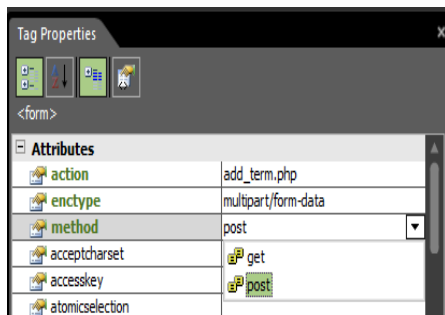 Tag Properties
<form>
Attributes
action add_term.php
enctype multipart/form-data
method post
acceptcharset get
accesskey post
atomicselection